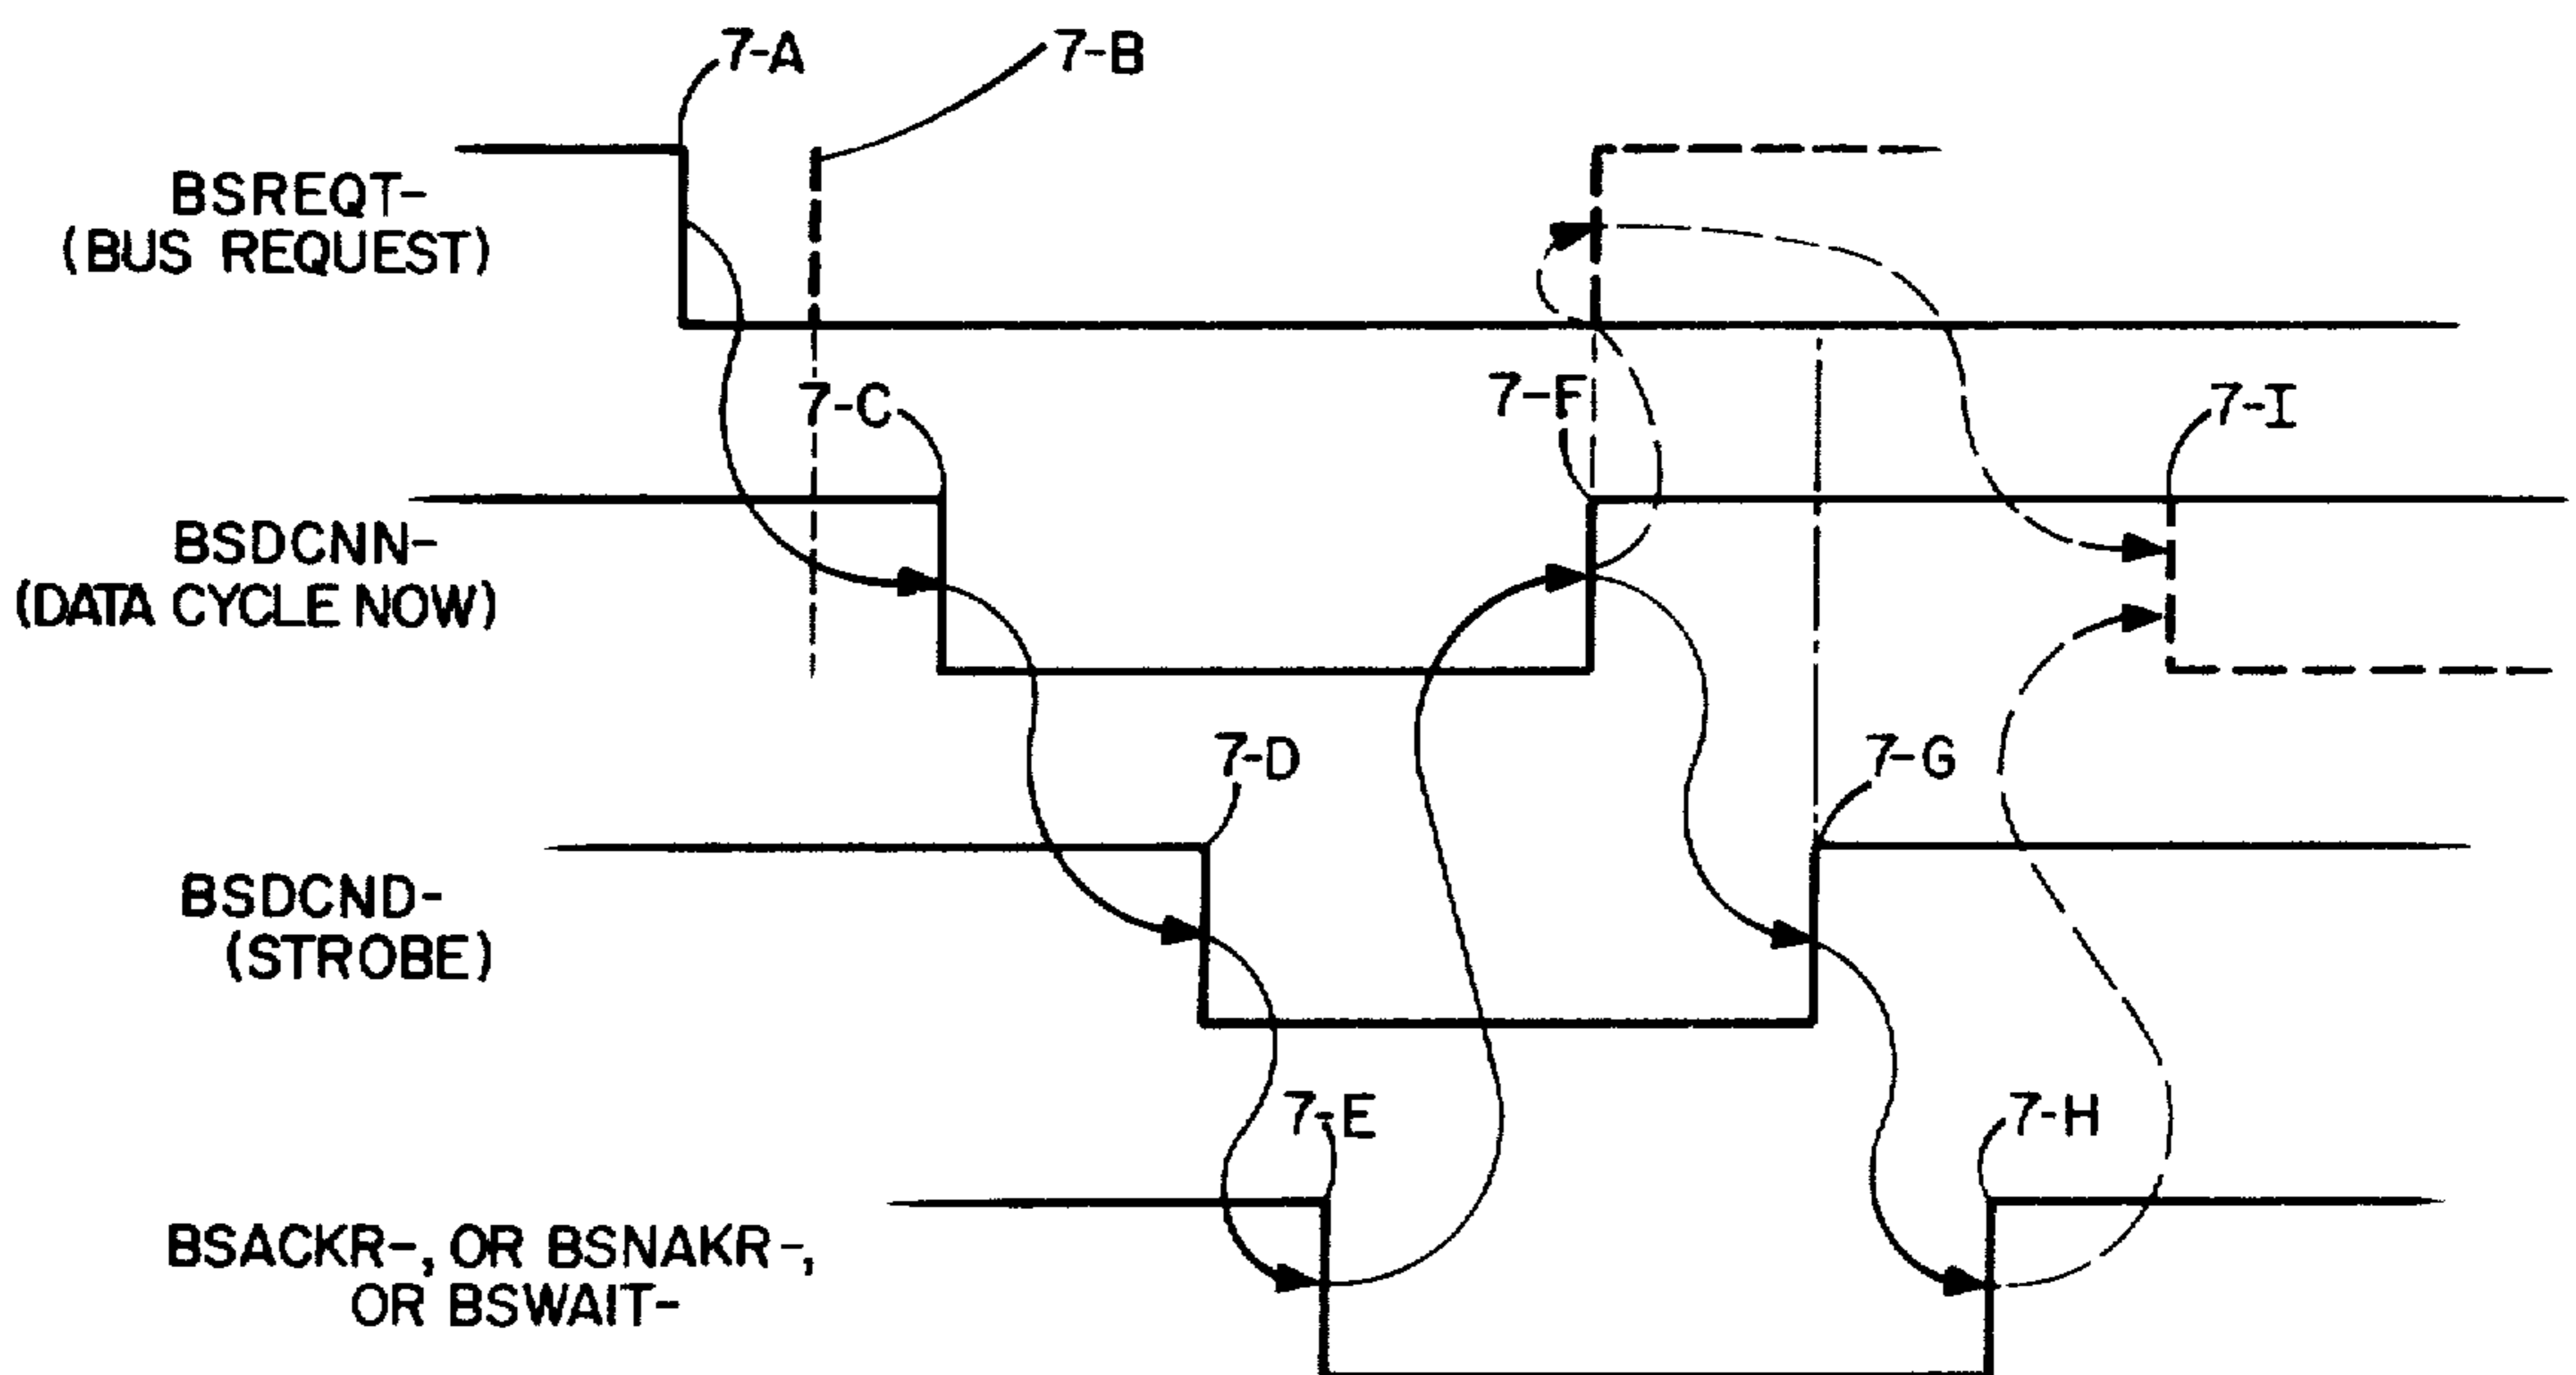 7-A
7-B
BSREQT-
(BUS REQUEST)
7-C
7-F
7-I
BSDCNN-
(DATA CYCLE NOW)
7-D
7-G
BSDCND-
(STROBE)
7-E
7-H
BSACKR-, OR BSNAKR-,
OR BSWAIT-